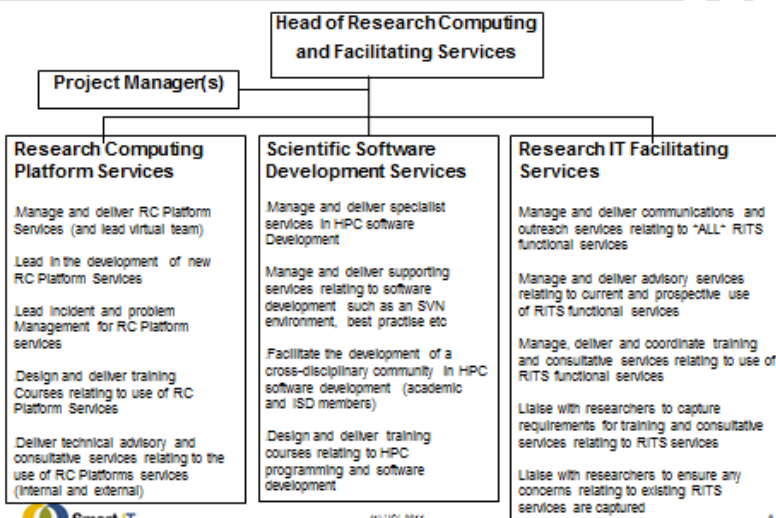 Head of Research Computing
and Facilitating Services
Project Manager(s)
Research Computing
Platform Services
.Manage and deliver RC Platform
Services (and lead virtual team)
.Lead in the development of new
RC Platform Services
.Lead incident and problem
Management for RC Platform
services
.Design and deliver training
Courses relating to use of RC
Platform Services
.Deliver technical advisory and
consultative services relating to the
use of RC Platforms services
(internal and external)
Scientific Software
Development Services
.Manage and deliver specialist
services in HPC software
Development
Manage and deliver supporting
services relating to software
development such as an SVN
environment, best practise etc
.Facilitate the development of a
cross-disciplinary community in HPC
software development (academic
and ISD members)
.Design and deliver training
courses relating to HPC
programming and software
development
Research IT Facilitating
Services
Manage and deliver communications and
outreach services relating to *ALL* RITS
functional services
Manage and deliver advisory services
relating to current and prospective use
of RITS functional services
Manage, deliver and coordinate training
and consultative services relating to use of
RITS functional services
Liaise with researchers to capture
requirements for training and consultative
services relating to RITS services
Liaise with researchers to ensure any
concerns relating to existing RITS
services are captured
Smart IT